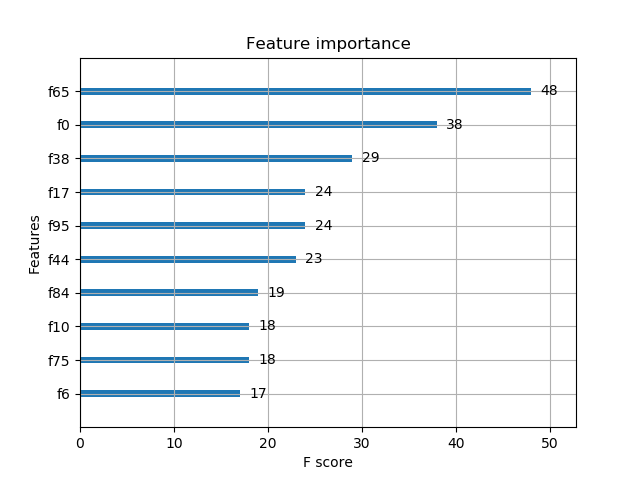 Feature importance
f65 48
f0 38
f38 29
f17 24
f95 24
f44 23
f84 19
f10 18
f75 18
f6 17
0 10 20 30 40 50
F score
Features